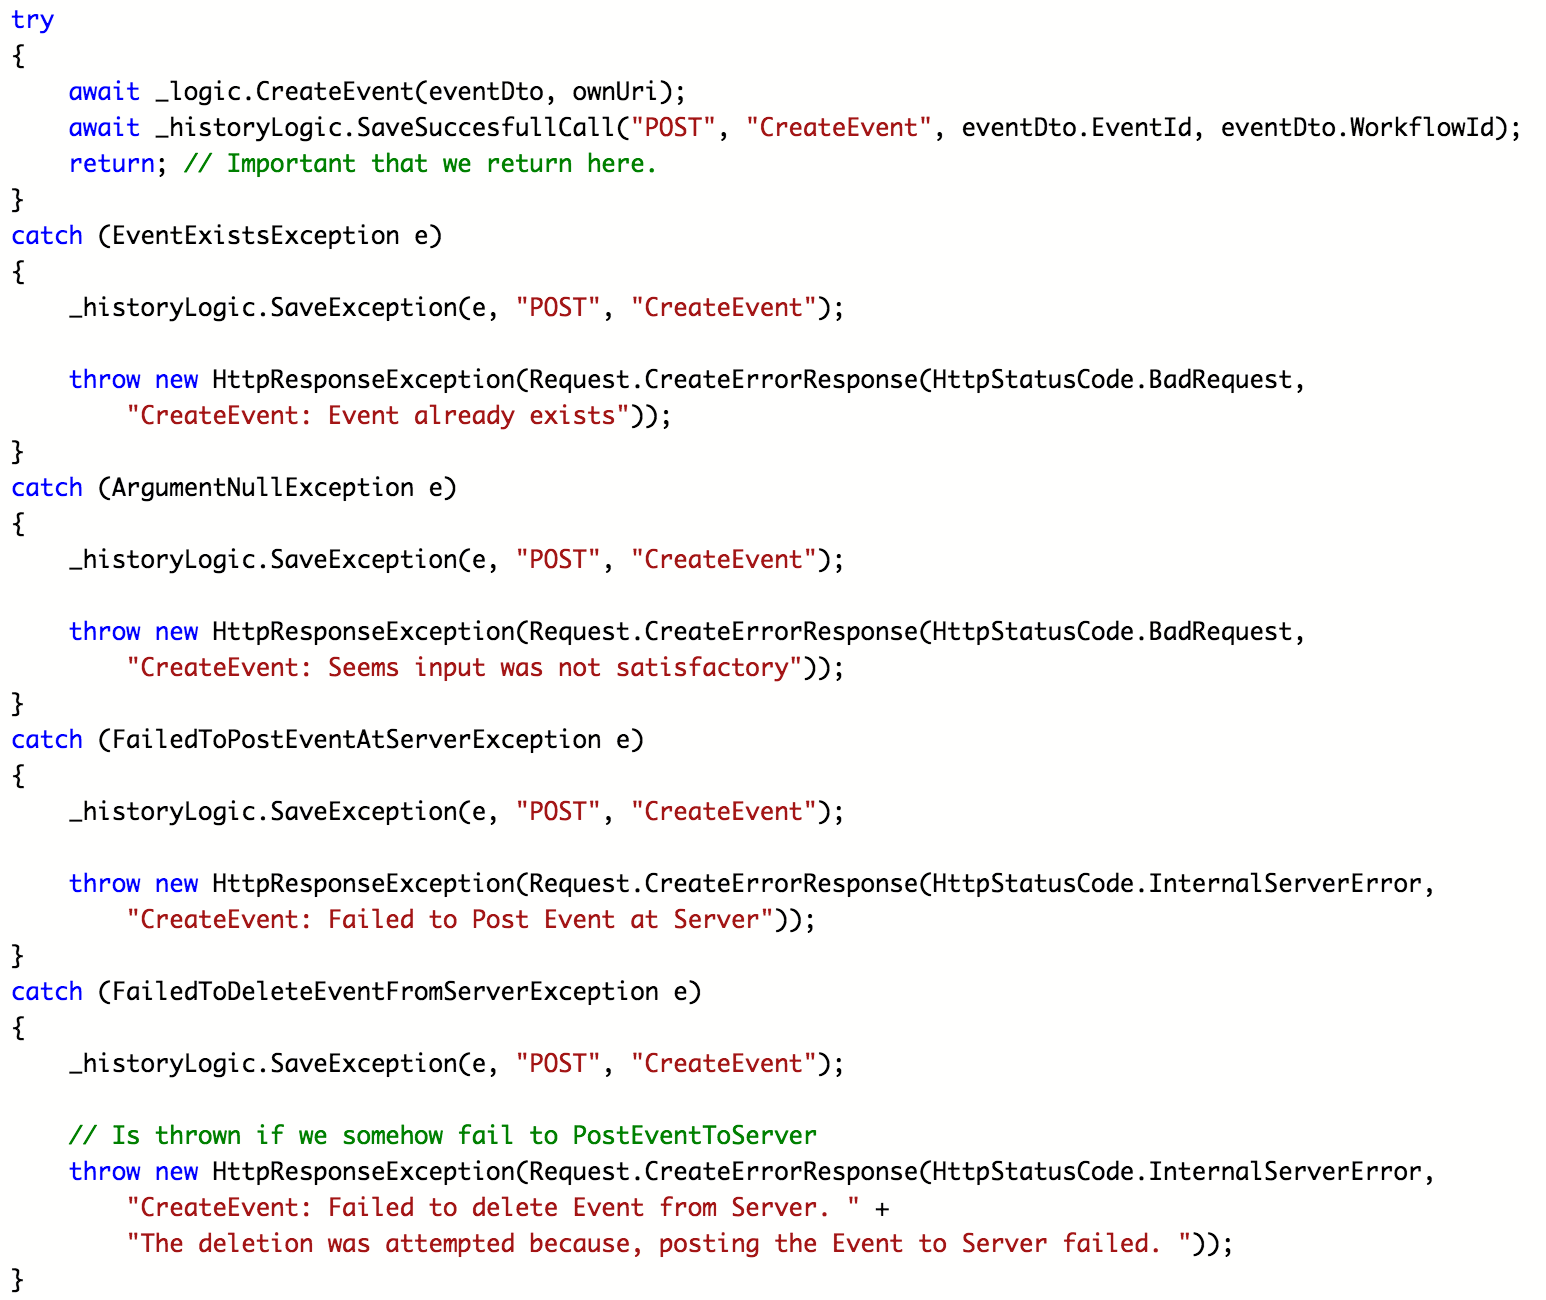 try
{
    await _logic.CreateEvent(eventDto, ownUri);
    await _historyLogic.SaveSuccesfullCall("POST", "CreateEvent", eventDto.EventId, eventDto.WorkflowId);
    return; // Important that we return here.
}
catch (EventExistsException e)
{
    _historyLogic.SaveException(e, "POST", "CreateEvent");

    throw new HttpResponseException(Request.CreateErrorResponse(HttpStatusCode.BadRequest,
        "CreateEvent: Event already exists"));
}
catch (ArgumentNullException e)
{
    _historyLogic.SaveException(e, "POST", "CreateEvent");

    throw new HttpResponseException(Request.CreateErrorResponse(HttpStatusCode.BadRequest,
        "CreateEvent: Seems input was not satisfactory"));
}
catch (FailedToPostEventAtServerException e)
{
    _historyLogic.SaveException(e, "POST", "CreateEvent");

    throw new HttpResponseException(Request.CreateErrorResponse(HttpStatusCode.InternalServerError,
        "CreateEvent: Failed to Post Event at Server"));
}
catch (FailedToDeleteEventFromServerException e)
{
    _historyLogic.SaveException(e, "POST", "CreateEvent");

    // Is thrown if we somehow fail to PostEventToServer
    throw new HttpResponseException(Request.CreateErrorResponse(HttpStatusCode.InternalServerError,
        "CreateEvent: Failed to delete Event from Server. " +
        "The deletion was attempted because, posting the Event to Server failed. "));
}